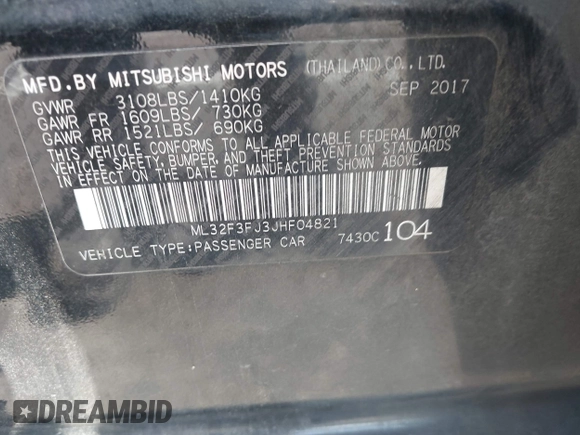 MFD.BY MITSUBISHI MOTORS (THAILAND)CO.,LTD.
GVWR 3108LBS/1410KG SEP 2017
GAWR FR 1609LBS/ 730KG
GAWR RR 1521LBS/ 690KG
THIS VEHICLE CONFORMS TO ALL APPLICABLE FEDERAL MOTOR
VEHICLE SAFETY, BUMPER, AND THEFT PREVENTION STANDARDS
IN EFFECT ON THE DATE OF MANUFACTURE SHOWN ABOVE.
ML32F3FJ3JHF04821
VEHICLE TYPE:PASSENGER CAR 7430C 104
DREAMBID